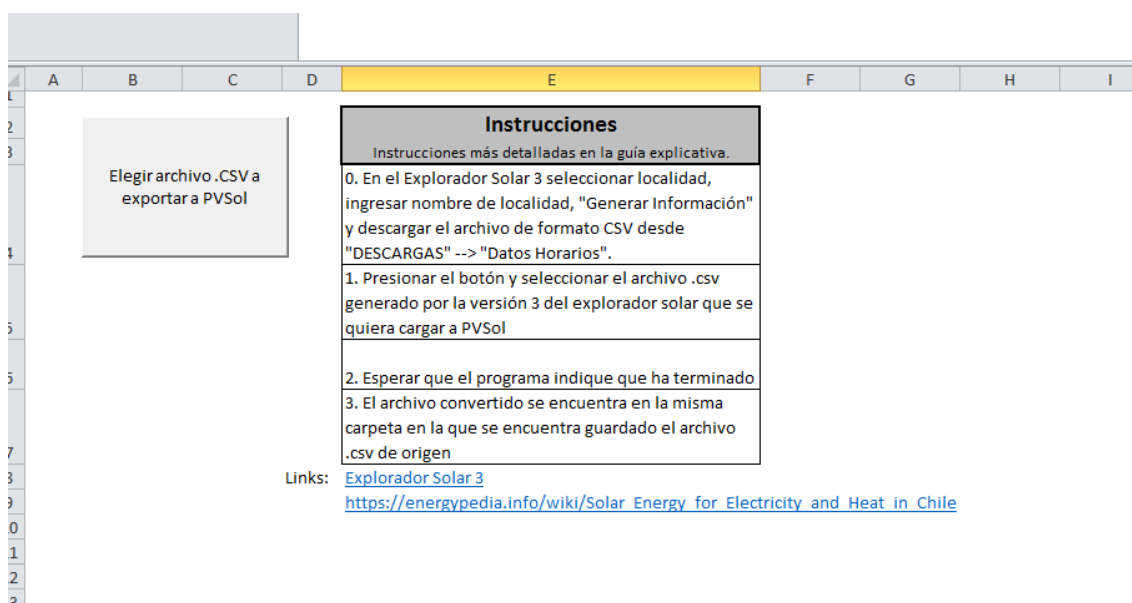 A B C D E F G H I
Instrucciones
Instrucciones más detalladas en la guía explicativa.
Elegir archivo .CSV a
exportar a PVSol
0. En el Explorador Solar 3 seleccionar localidad,
ingresar nombre de localidad, "Generar Información"
y descargar el archivo de formato CSV desde
"DESCARGAS" --> "Datos Horarios".
1. Presionar el botón y seleccionar el archivo .csv
generado por la versión 3 del explorador solar que se
quiera cargar a PVSol
2. Esperar que el programa indique que ha terminado
3. El archivo convertido se encuentra en la misma
carpeta en la que se encuentra guardado el archivo
.csv de origen
Links: Explorador Solar 3
https://energypedia.info/wiki/Solar_Energy_for_Electricity_and_Heat_in_Chile